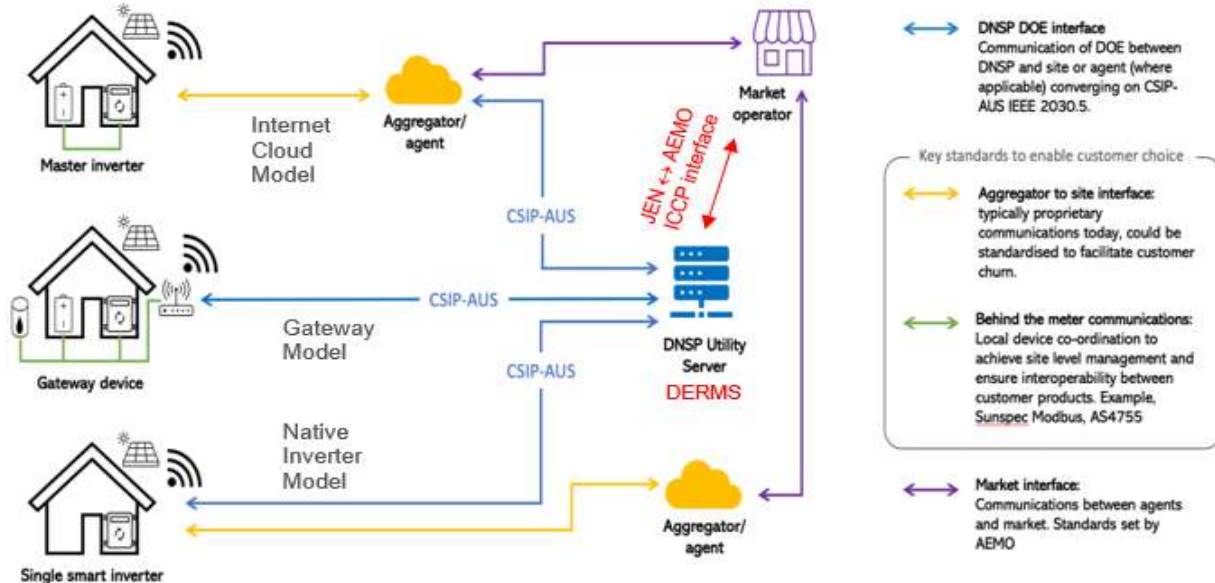 Master inverter
Internet
Cloud
Model
Aggregator/
agent
Market
operator
JEN ↔ AEMO
ICCP interface
CSIP-AUS
Gateway device
Gateway
Model
CSIP-AUS
DNSP Utility
Server
DERMS
CSIP-AUS
Native
Inverter
Model
Single smart inverter
Aggregator/
agent
DNSP DOE interface
Communication of DOE between
DNSP and site or agent (where
applicable) converging on CSIP-
AUS IEEE 2030.5.
Key standards to enable customer choice
Aggregator to site interface:
typically proprietary
communications today, could be
standardised to facilitate customer
churn.
Behind the meter communications:
Local device co-ordination to
achieve site level management and
ensure interoperability between
customer products. Example,
Sunspec Modbus, AS4755
Market interface:
Communications between agents
and market. Standards set by
AEMO